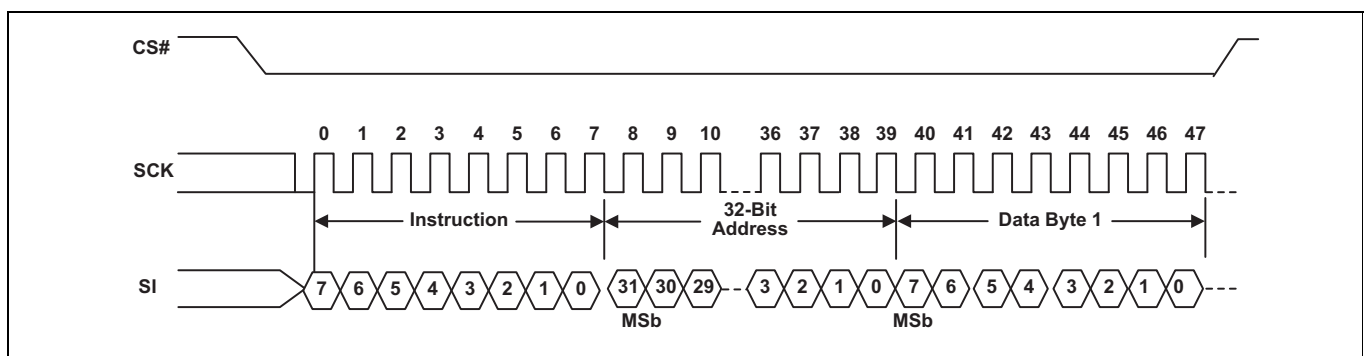 CS#
0 1 2 3 4 5 6 7 8 9 10 36 37 38 39 40 41 42 43 44 45 46 47
SCK
Instruction
32-Bit
Address
Data Byte 1
SI
7 6 5 4 3 2 1 0 31 30 29 3 2 1 0 7 6 5 4 3 2 1 0
MSb MSb